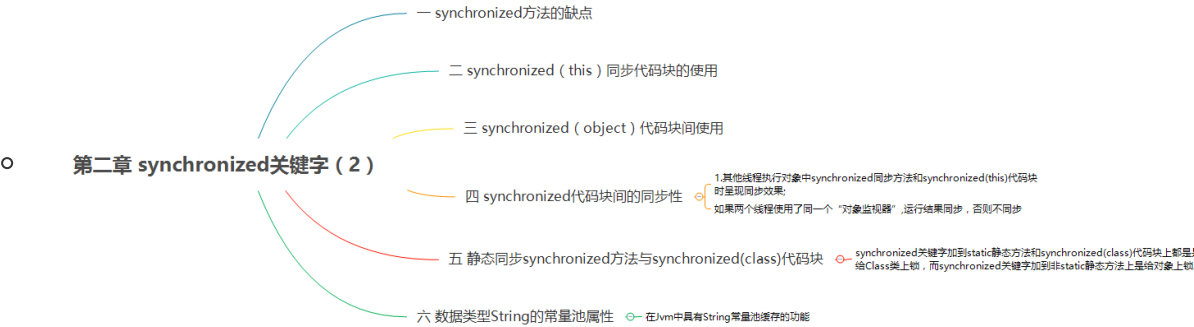 一 synchronized方法的缺点
二 synchronized（this）同步代码块的使用
三 synchronized（object）代码块间使用
第二章 synchronized关键字（2）
1.其他线程执行对象中synchronized同步方法和synchronized(this)代码块
时呈现同步效果;
四 synchronized代码块间的同步性
如果两个线程使用了同一个“对象监视器”,运行结果同步，否则不同步
五 静态同步synchronized方法与synchronized(class)代码块
synchronized关键字加到static静态方法和synchronized(class)代码块上都是
给Class类上锁，而synchronized关键字加到非static静态方法上是给对象上锁
六 数据类型String的常量池属性
在Jvm中具有String常量池缓存的功能